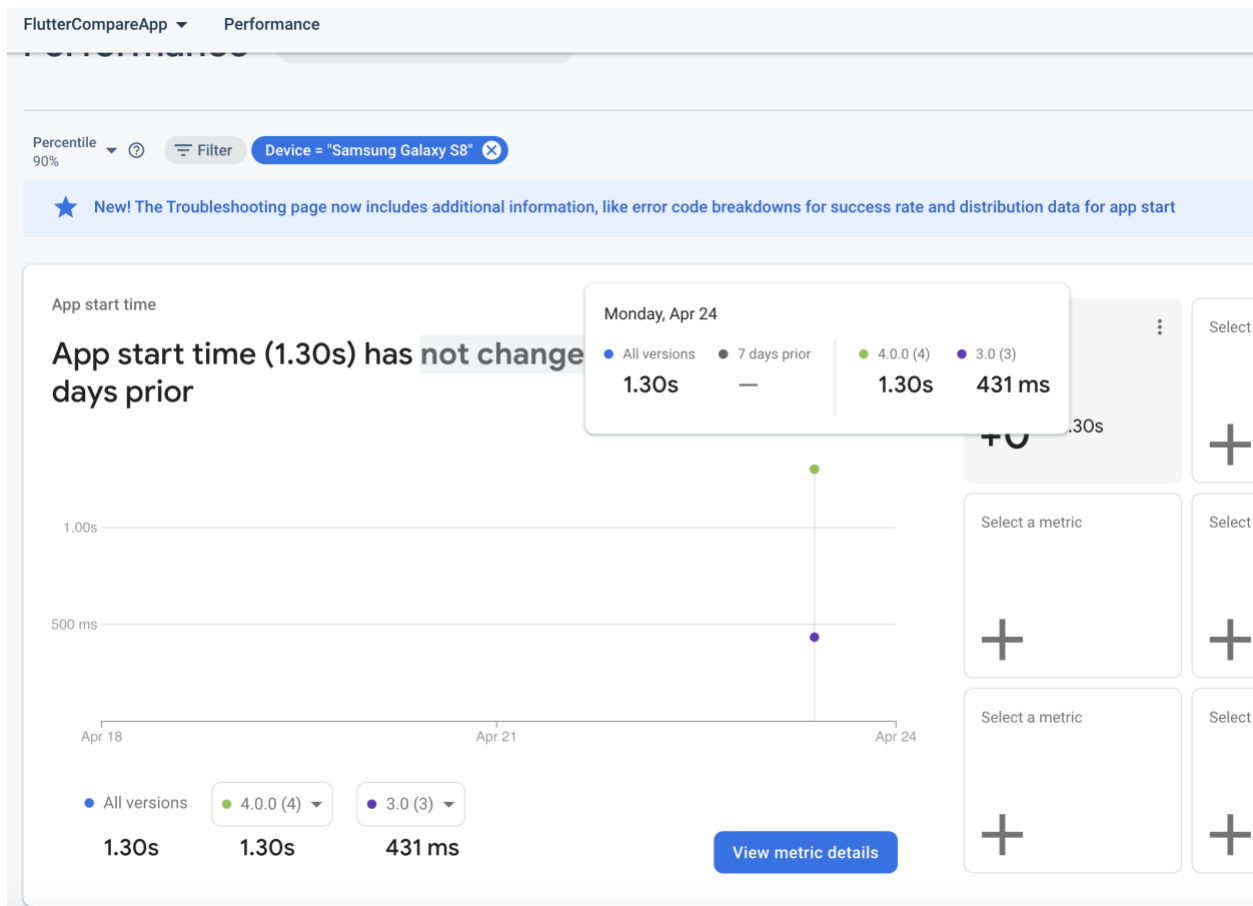 FlutterCompareApp Performance
Performance
Percentile
90%
Filter
Device = "Samsung Galaxy S8"
New! The Troubleshooting page now includes additional information, like error code breakdowns for success rate and distribution data for app start
App start time
App start time (1.30s) has not change
days prior
Monday, Apr 24
All versions 7 days prior 4.0.0 (4) 3.0 (3)
1.30s — 1.30s 431 ms
Select
.30s
1.00s
500 ms
Apr 18 Apr 21 Apr 24
Select a metric Select
Select a metric Select
All versions 4.0.0 (4) 3.0 (3)
1.30s 1.30s 431 ms
View metric details